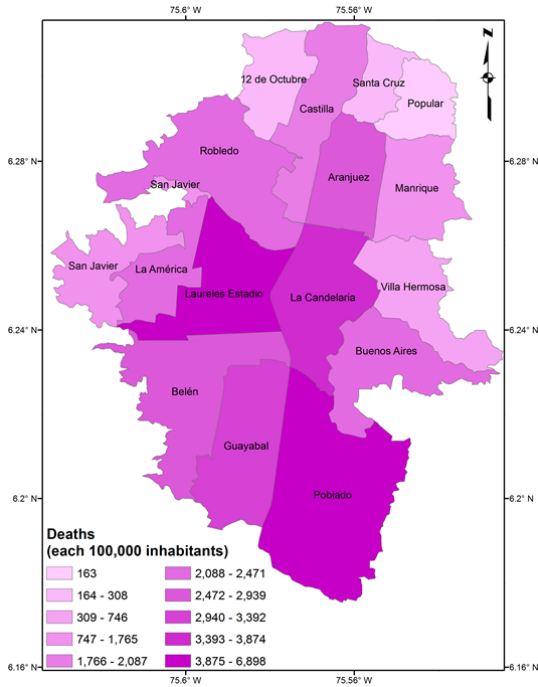 75.6°W 75.56°W
N
12 de Octubre
Santa Cruz
Popular
Castilla
Robledo
6.28°N 6.28°N
Aranjuez
San Javier
Manrique
San Javier
La América
Villa Hermosa
Laureles Estadio
La Candelaria
6.24°N 6.24°N
Buenos Aires
Belén
Guayabal
Poblado
6.2°N 6.2°N
Deaths
(each 100,000 inhabitants)
163 2,088 - 2,471
164 - 308 2,472 - 2,939
309 - 746 2,940 - 3,392
747 - 1,765 3,393 - 3,874
1,766 - 2,087 3,875 - 6,898
6.16°N 6.16°N
75.6°W 75.56°W